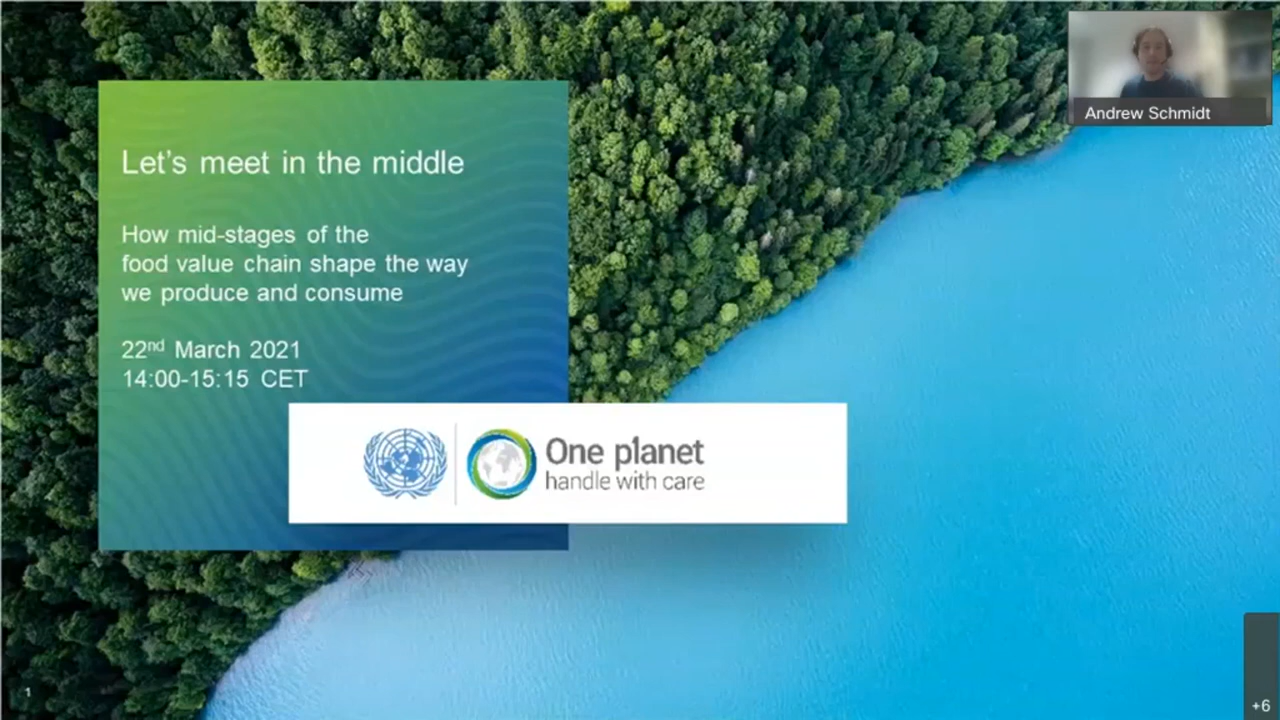 Let's meet in the middle
How mid-stages of the
food value chain shape the way
we produce and consume
22nd March 2021
14:00-15:15 CET
One planet
handle with care
Andrew Schmidt
1
+6